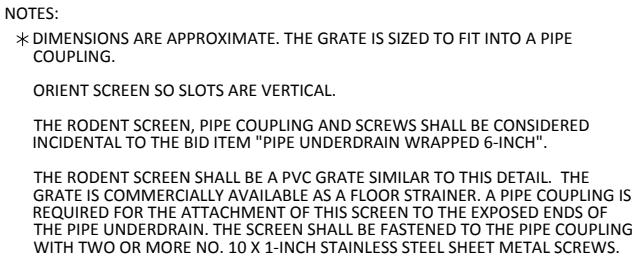 NOTES:
* DIMENSIONS ARE APPROXIMATE. THE GRATE IS SIZED TO FIT INTO A PIPE
COUPLING.
ORIENT SCREEN SO SLOTS ARE VERTICAL.
THE RODENT SCREEN, PIPE COUPLING AND SCREWS SHALL BE CONSIDERED
INCIDENTAL TO THE BID ITEM "PIPE UNDERDRAIN WRAPPED 6-INCH".
THE RODENT SCREEN SHALL BE A PVC GRATE SIMILAR TO THIS DETAIL. THE
GRATE IS COMMERCIALLY AVAILABLE AS A FLOOR STRAINER. A PIPE COUPLING IS
REQUIRED FOR THE ATTACHMENT OF THIS SCREEN TO THE EXPOSED ENDS OF
THE PIPE UNDERDRAIN. THE SCREEN SHALL BE FASTENED TO THE PIPE COUPLING
WITH TWO OR MORE NO. 10 X 1-INCH STAINLESS STEEL SHEET METAL SCREWS.